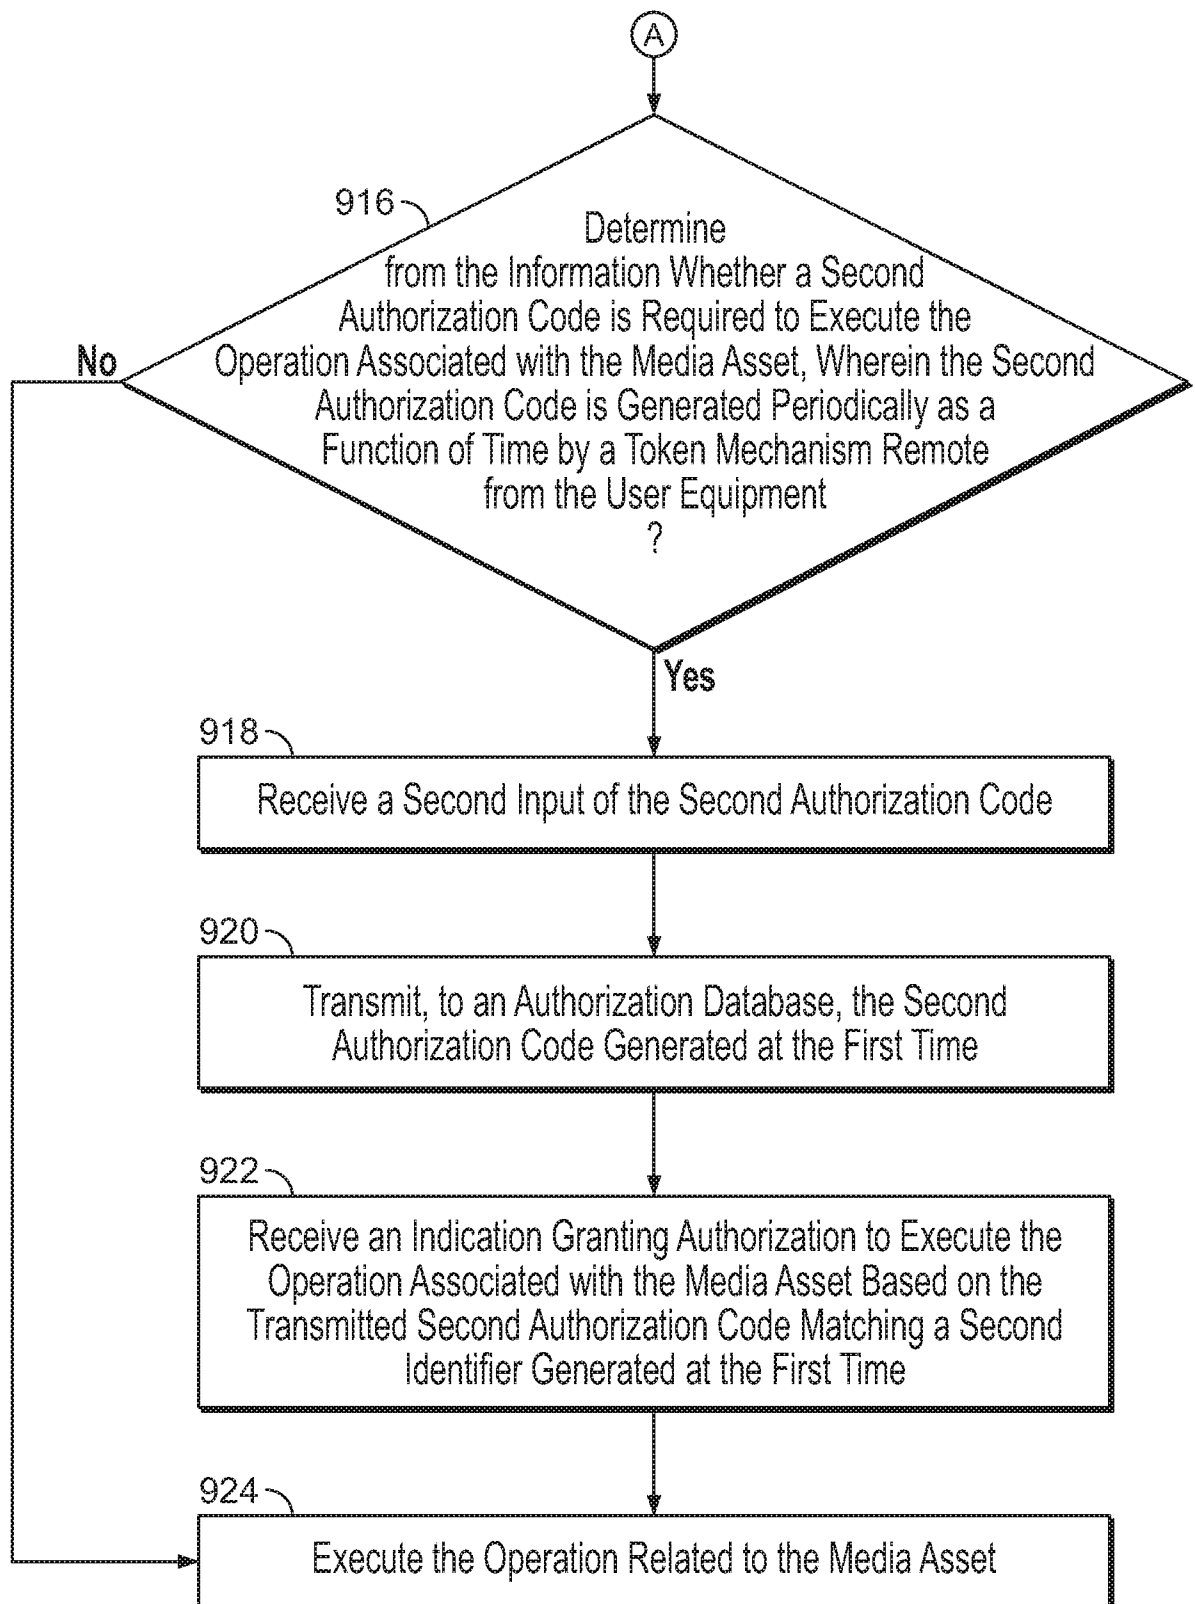 A
916
Determine
from the Information Whether a Second
Authorization Code is Required to Execute the
No
Operation Associated with the Media Asset, Wherein the Second
Authorization Code is Generated Periodically as a
Function of Time by a Token Mechanism Remote
from the User Equipment
?
Yes
918
Receive a Second Input of the Second Authorization Code
920
Transmit, to an Authorization Database, the Second
Authorization Code Generated at the First Time
922
Receive an Indication Granting Authorization to Execute the
Operation Associated with the Media Asset Based on the
Transmitted Second Authorization Code Matching a Second
Identifier Generated at the First Time
924
Execute the Operation Related to the Media Asset